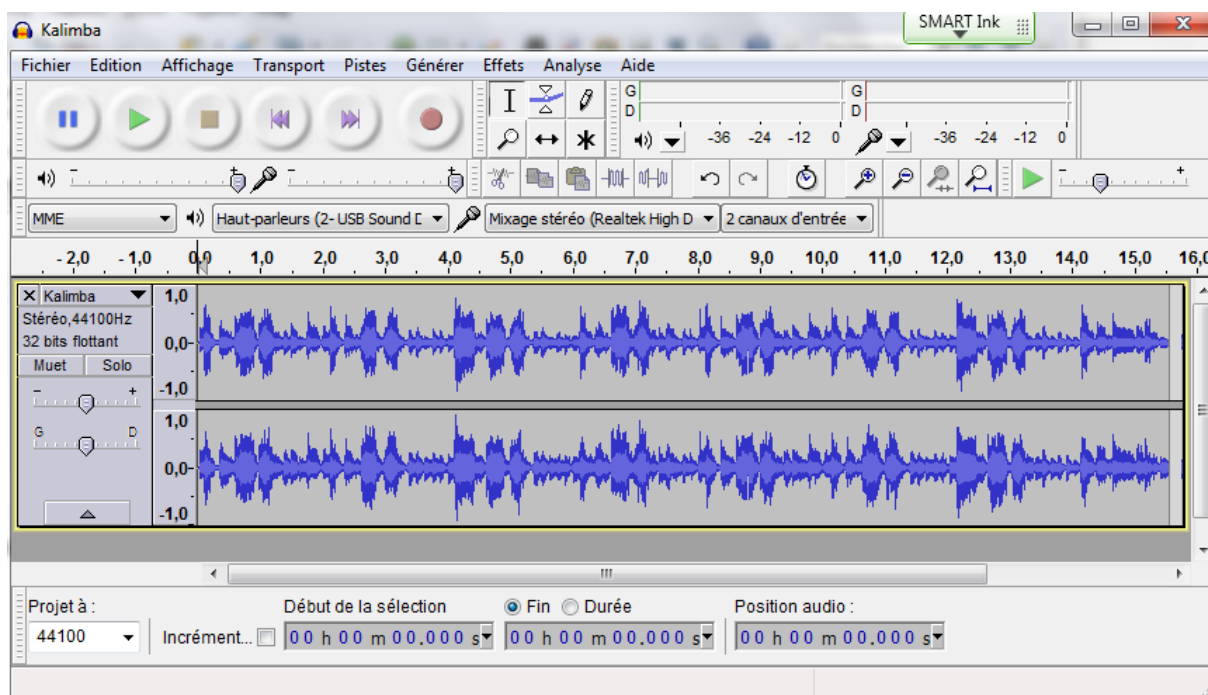 Kalimba
SMART Ink
Fichier Edition Affichage Transport Pistes Générer Effets Analyse Aide
G
D
-36 -24 -12 0
G
D
-36 -24 -12 0
MME
Haut-parleurs (2- USB Sound D
Mixage stéréo (Realtek High D
2 canaux d'entrée
- 2,0 - 1,0 0,0 1,0 2,0 3,0 4,0 5,0 6,0 7,0 8,0 9,0 10,0 11,0 12,0 13,0 14,0 15,0 16,0
X Kalimba
Stéréo,44100Hz
32 bits flottant
Muet Solo
- +
G D
1,0
0,0-
-1,0
1,0
0,0-
-1,0
Projet à : Début de la sélection Fin Durée Position audio :
44100 Incrément... 00 h 00 m 00.000 s 00 h 00 m 00.000 s 00 h 00 m 00.000 s